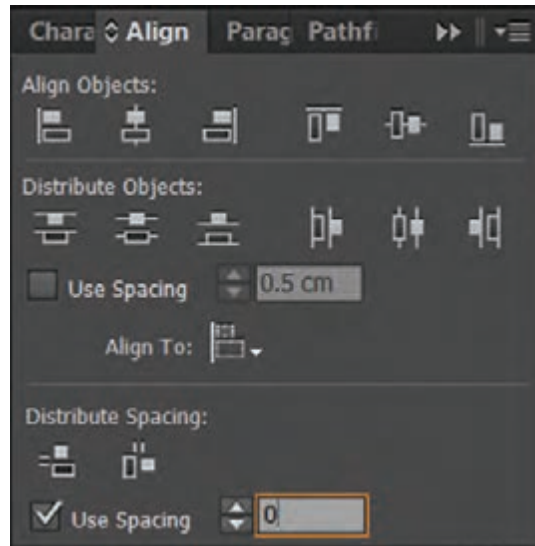 Chara Align Parag Pathfi
Align Objects:
Distribute Objects:
Use Spacing 0.5 cm
Align To:
Distribute Spacing:
Use Spacing 0